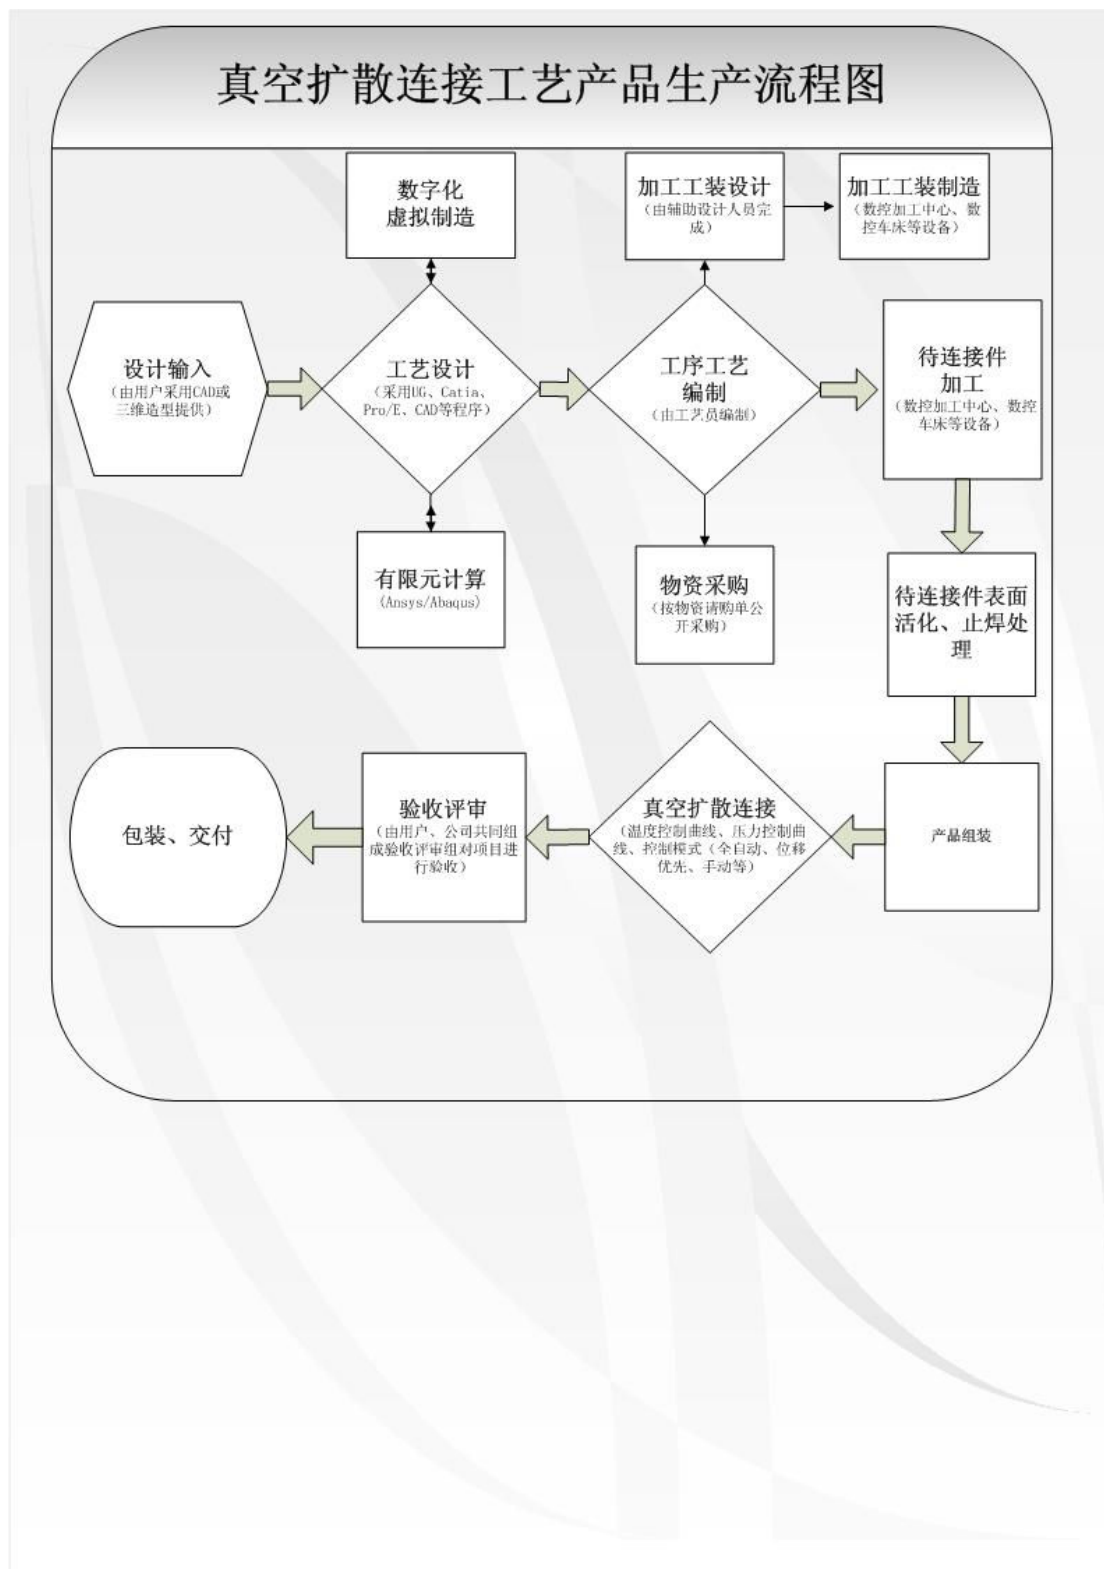 真空扩散连接工艺产品生产流程图
数字化
虚拟制造
加工工装设计
（由辅助设计人员完
成）
加工工装制造
（数控加工中心、数
控车床等设备）
设计输入
（由用户采用CAD或
三维造型提供）
工艺设计
（采用UG、Catia、
Pro/E、CAD等程序）
工序工艺
编制
（由工艺员编制）
待连接件
加工
（数控加工中心、数控
车床等设备）
有限元计算
(Ansys/Abaqus)
物资采购
（按物资请购单公
开采购）
待连接件表面
活化、止焊处
理
包装、交付
验收评审
（由用户、公司共同组
成验收评审组对项目进
行验收）
真空扩散连接
（温度控制曲线、压力控制曲
线、控制模式（全自动、位移
优先、手动等）
产品组装